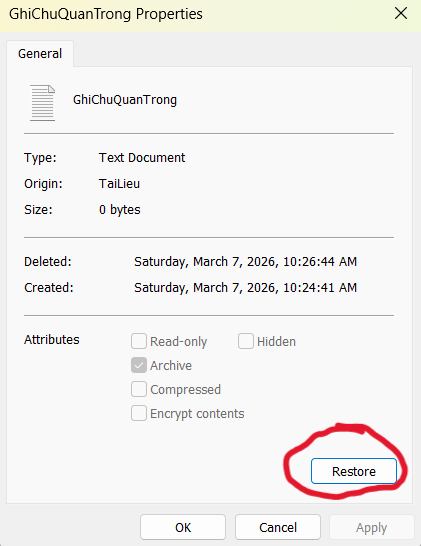 GhiChuQuanTrong Properties
General
GhiChuQuanTrong
Type: Text Document
Origin: TaiLieu
Size: 0 bytes
Deleted: Saturday, March 7, 2026, 10:26:44 AM
Created: Saturday, March 7, 2026, 10:24:41 AM
Attributes Read-only Hidden
Archive
Compressed
Encrypt contents
Restore
OK Cancel Apply